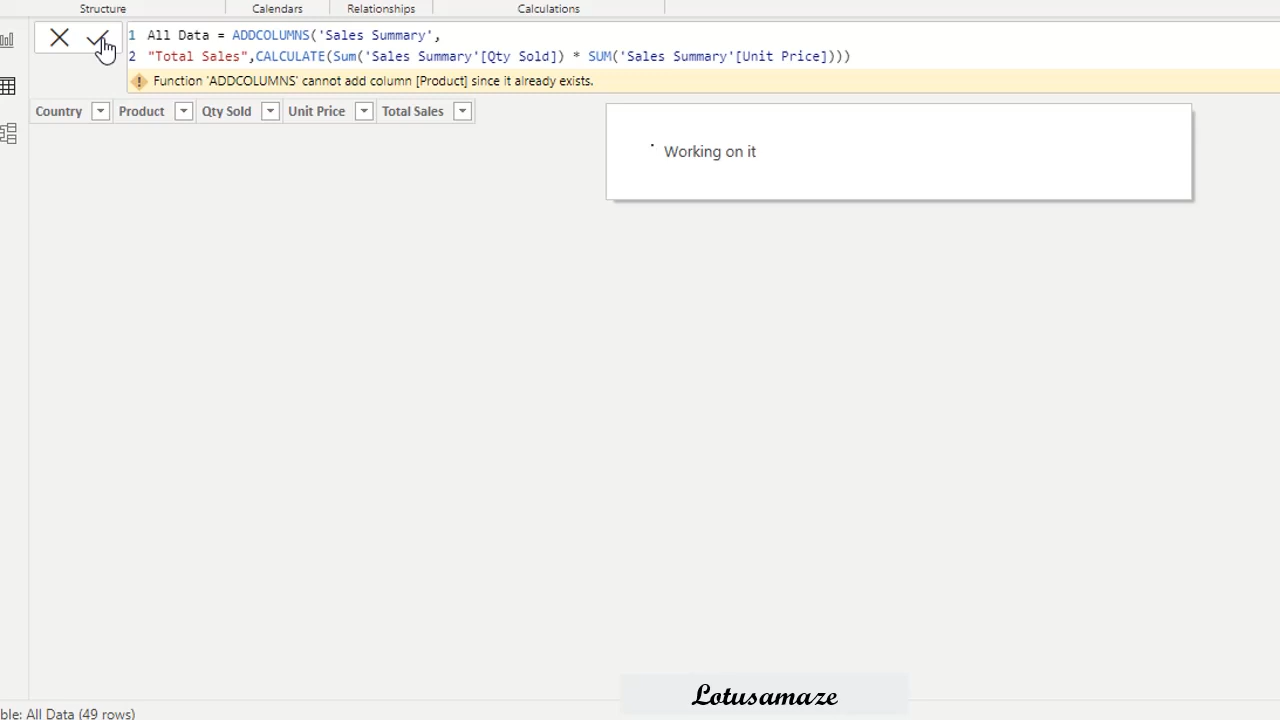 Structure Calendars Relationships Calculations
1 All Data = ADDCOLUMNS('Sales Summary',
2 "Total Sales",CALCULATE(Sum('Sales Summary'[Qty Sold]) * SUM('Sales Summary'[Unit Price])))
Function 'ADDCOLUMNS' cannot add column [Product] since it already exists.
Country Product Qty Sold Unit Price Total Sales
Working on it
Lotusamaze
ble: All Data (49 rows)